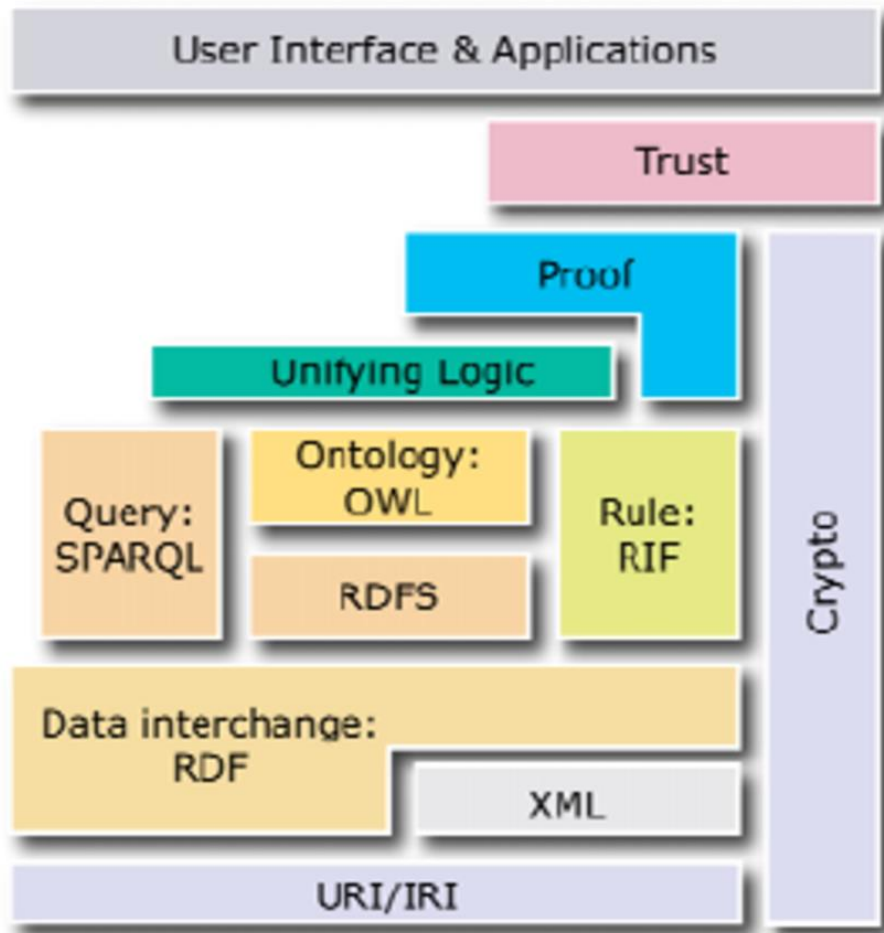 User Interface & Applications
Trust
Proof
Unifying Logic
Query:
SPARQL
Ontology:
OWL
RDFS
Rule:
RIF
Crypto
Data interchange:
RDF
XML
URI/IRI